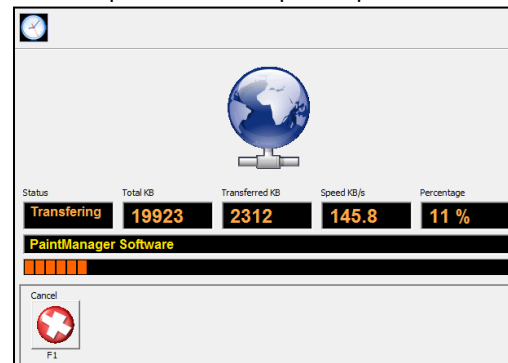 Status Total KB Transferred KB Speed KB/s Percentage
Transfering 19923 2312 145.8 11 %
PaintManager Software
Cancel
F1